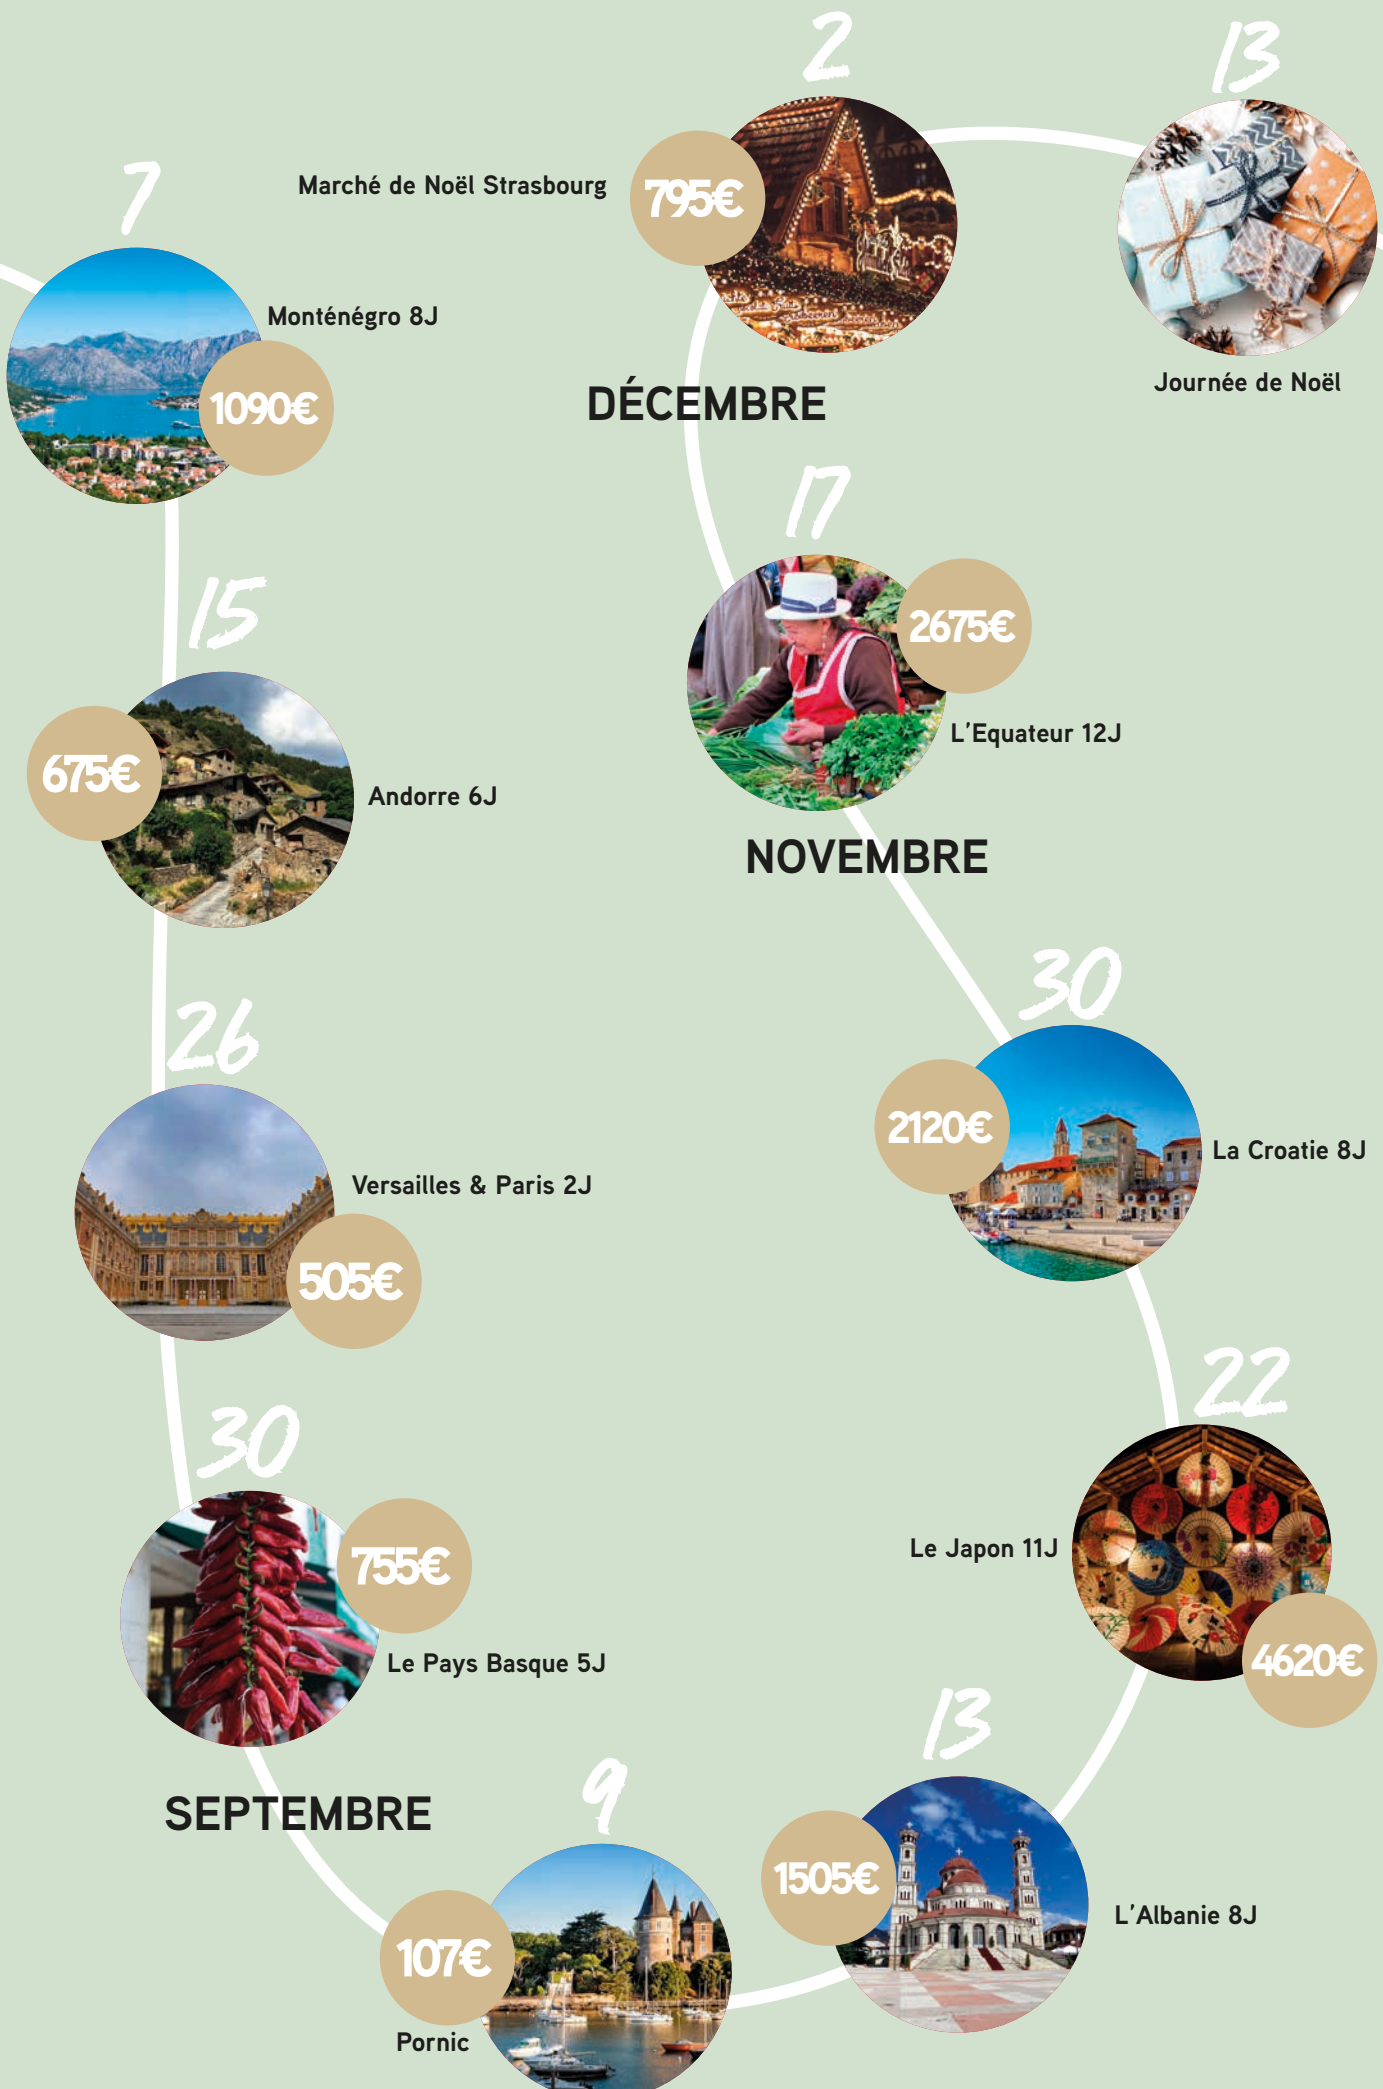 7
Monténégro 8J
1090€
15
675€
Andorre 6J
26
Versailles & Paris 2J
505€
30
755€
Le Pays Basque 5J
SEPTEMBRE
9
107€
Pornic
13
1505€
L'Albanie 8J
22
Le Japon 11J
4620€
30
2120€
La Croatie 8J
NOVEMBRE
17
2675€
L'Equateur 12J
DÉCEMBRE
2
Marché de Noël Strasbourg
795€
13
Journée de Noël